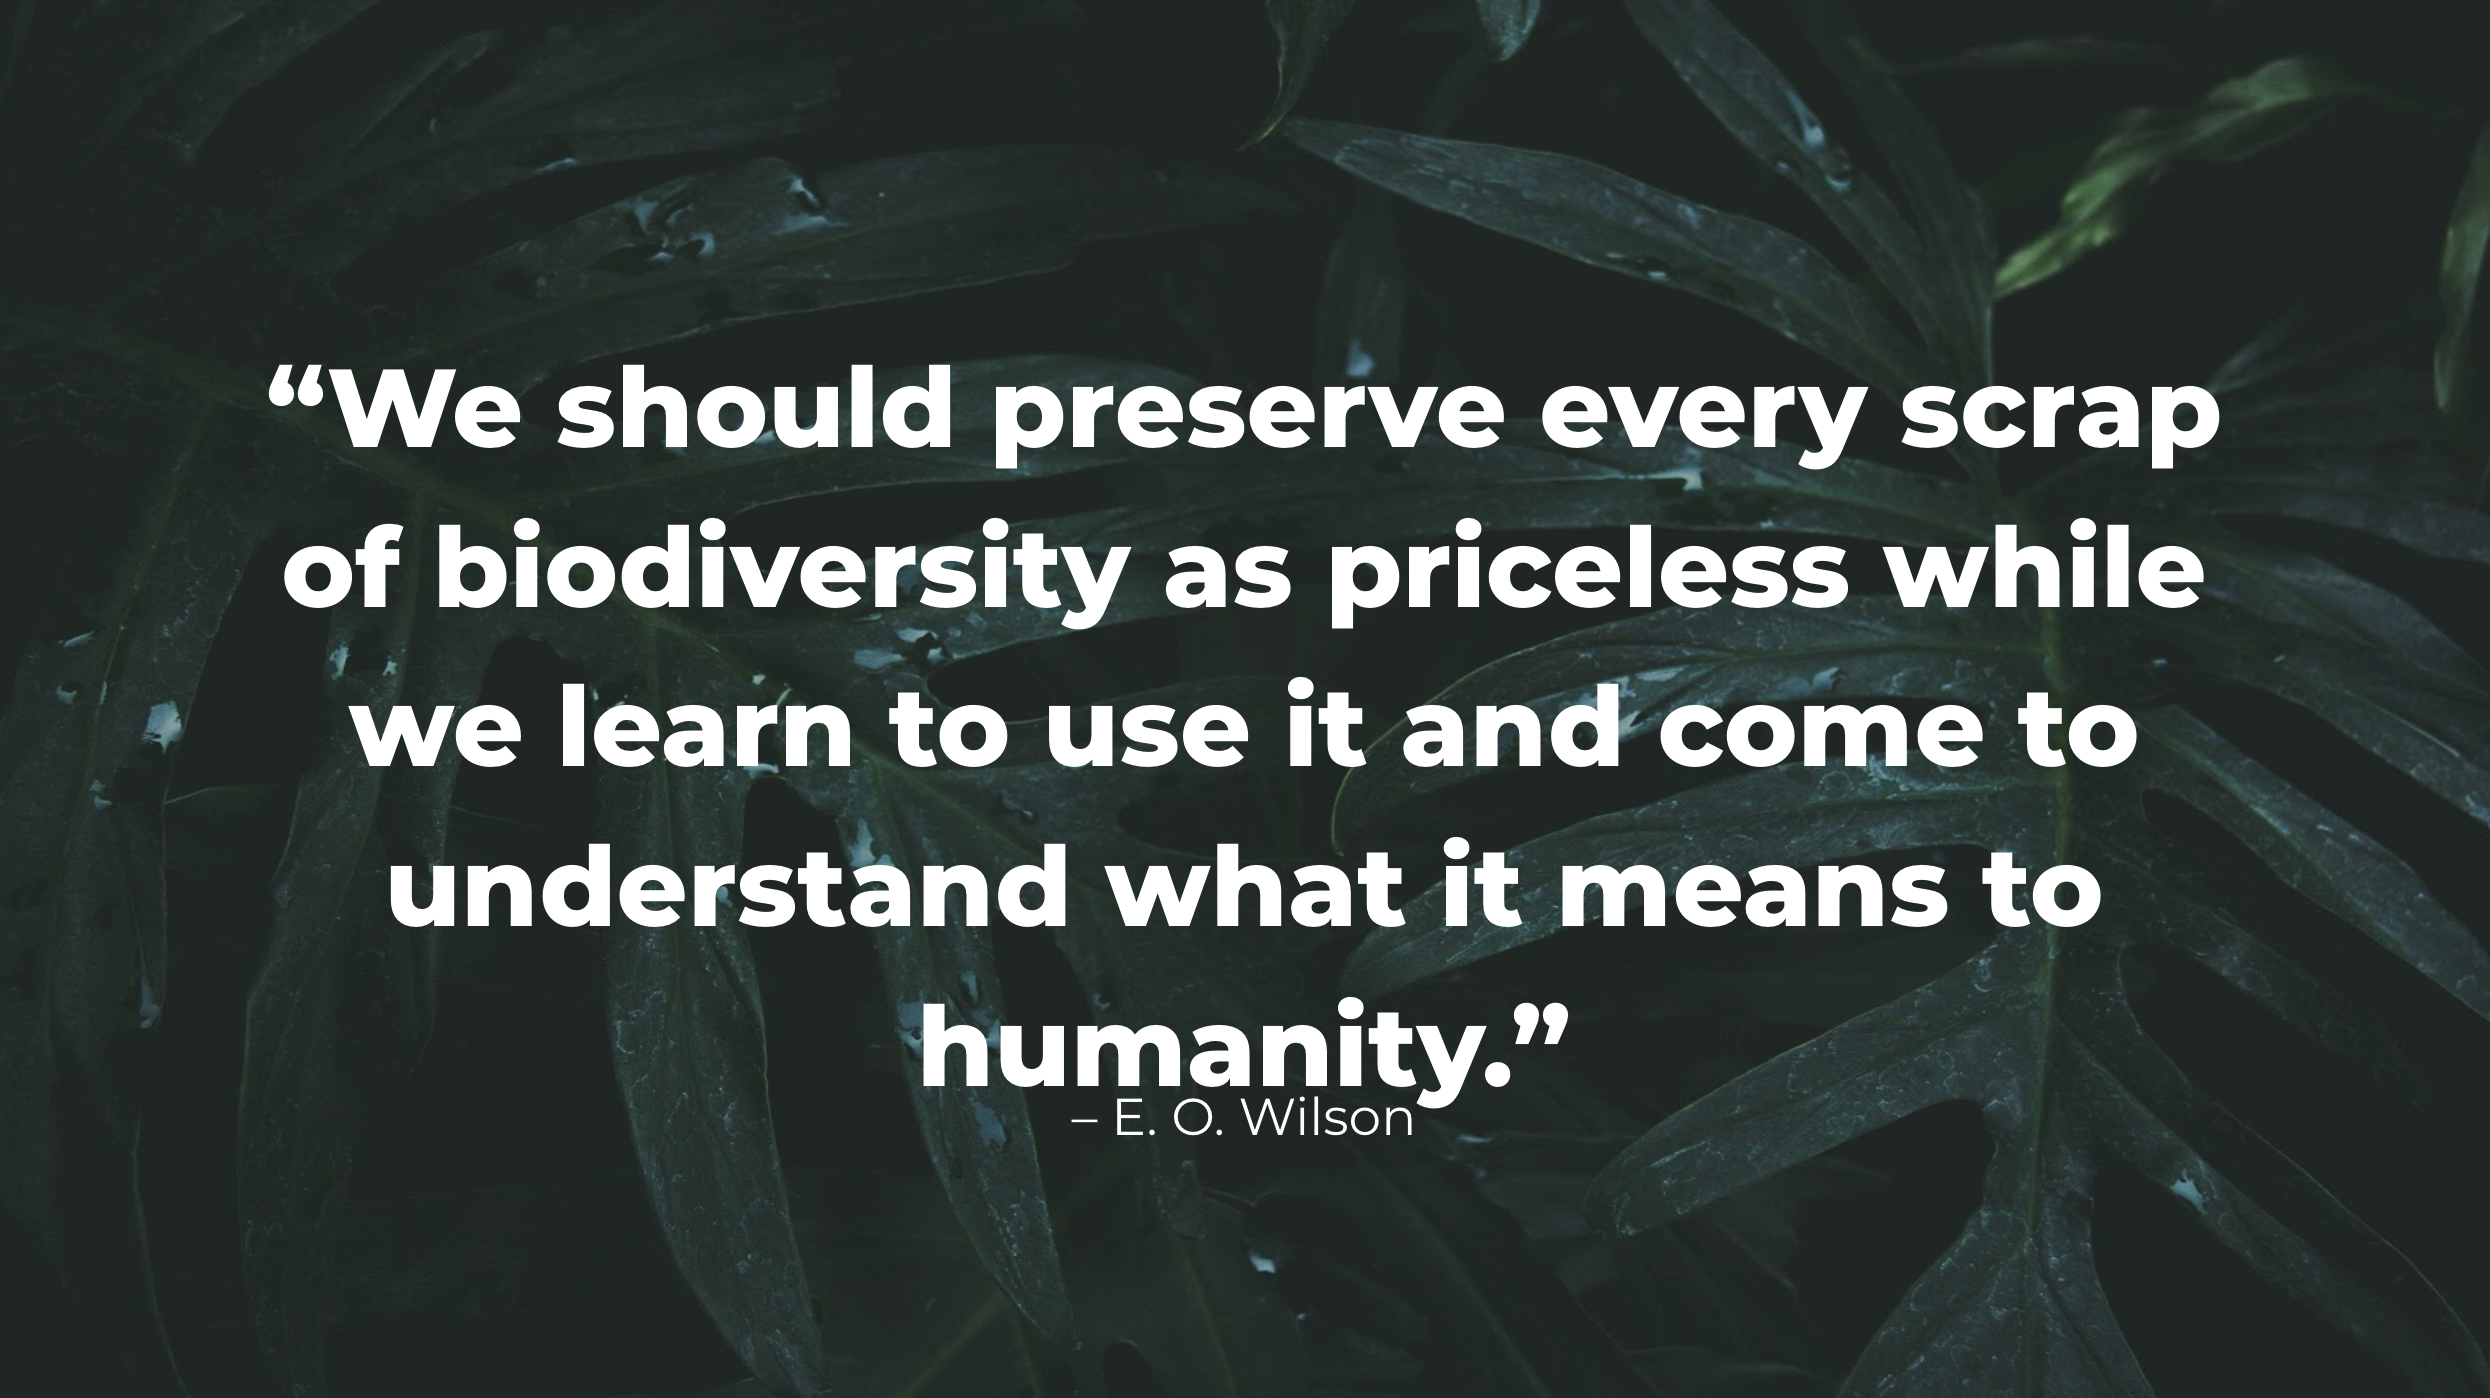 “We should preserve every scrap
of biodiversity as priceless while
we learn to use it and come to
understand what it means to
humanity.”
– E. O. Wilson